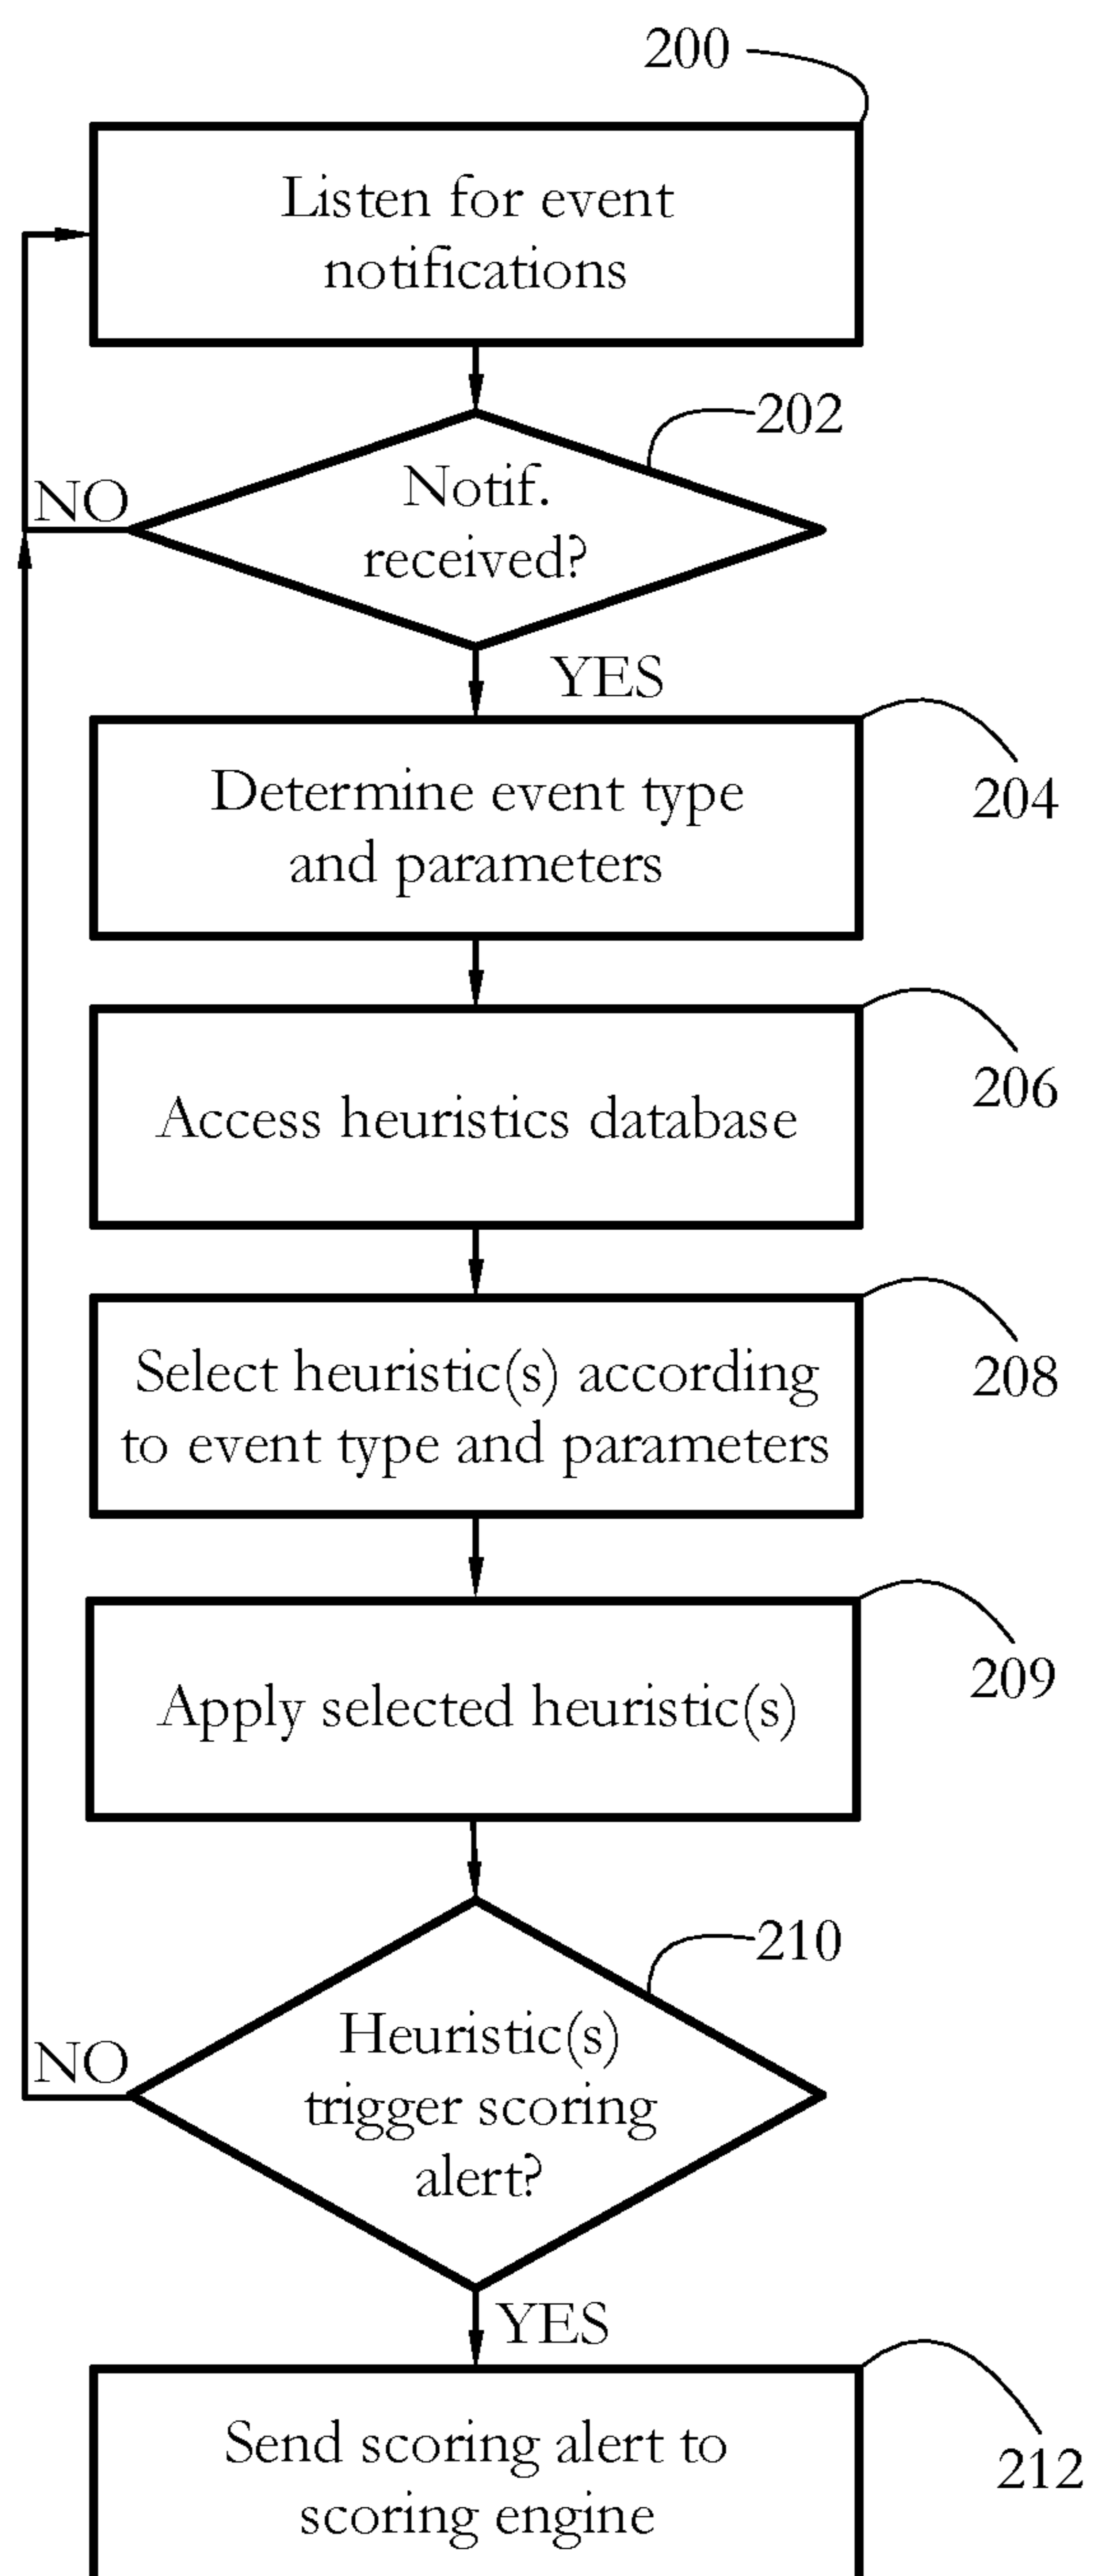 200
Listen for event
notifications
202
Notif.
received?
NO
YES
Determine event type
and parameters
204
Access heuristics database
206
Select heuristic(s) according
to event type and parameters
208
Apply selected heuristic(s)
209
210
Heuristic(s)
trigger scoring
alert?
NO
YES
Send scoring alert to
scoring engine
212